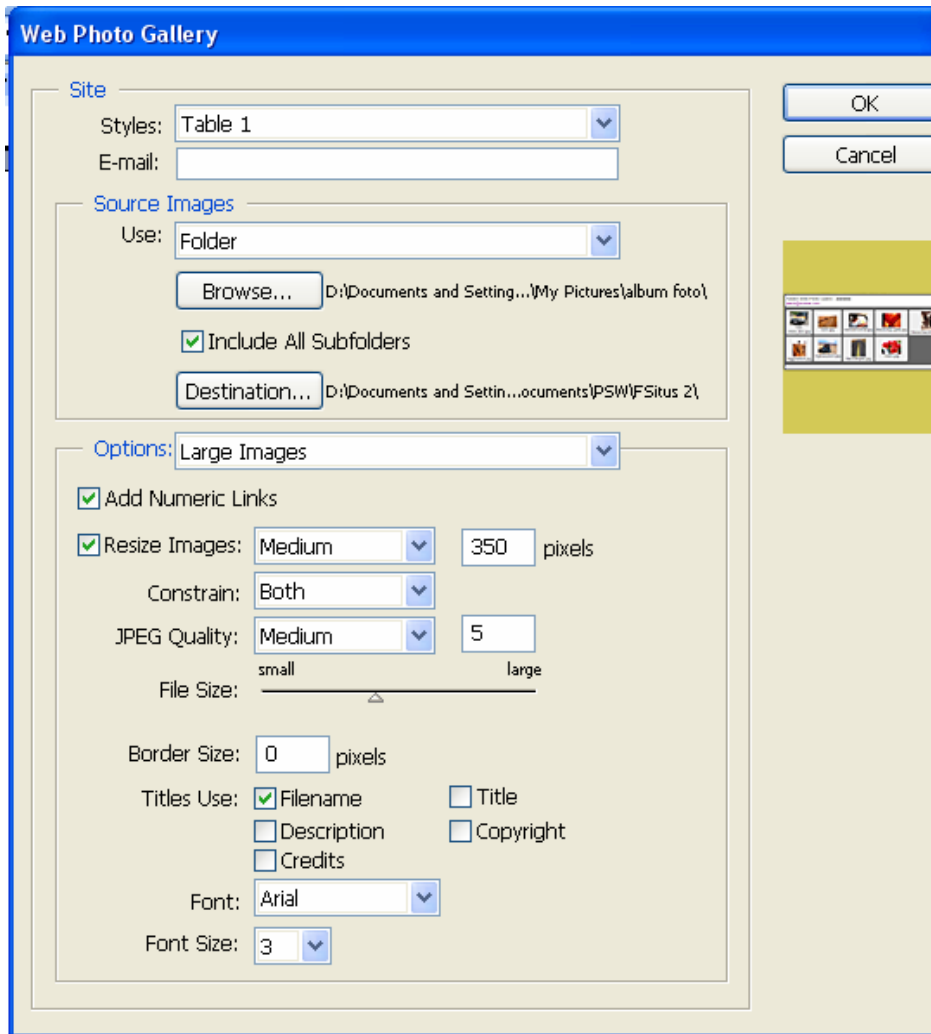 Web Photo Gallery
Site
Styles: Table 1
E-mail:
Source Images
Use: Folder
Browse... D:\Documents and Setting...\My Pictures\album foto\
Include All Subfolders
Destination... D:\Documents and Settin...ocuments\PSW\FSitus 2\
Options: Large Images
Add Numeric Links
Resize Images: Medium 350 pixels
Constrain: Both
JPEG Quality: Medium 5
small large
File Size:
Border Size: 0 pixels
Titles Use: Filename Title
Description Copyright
Credits
Font: Arial
Font Size: 3
OK
Cancel